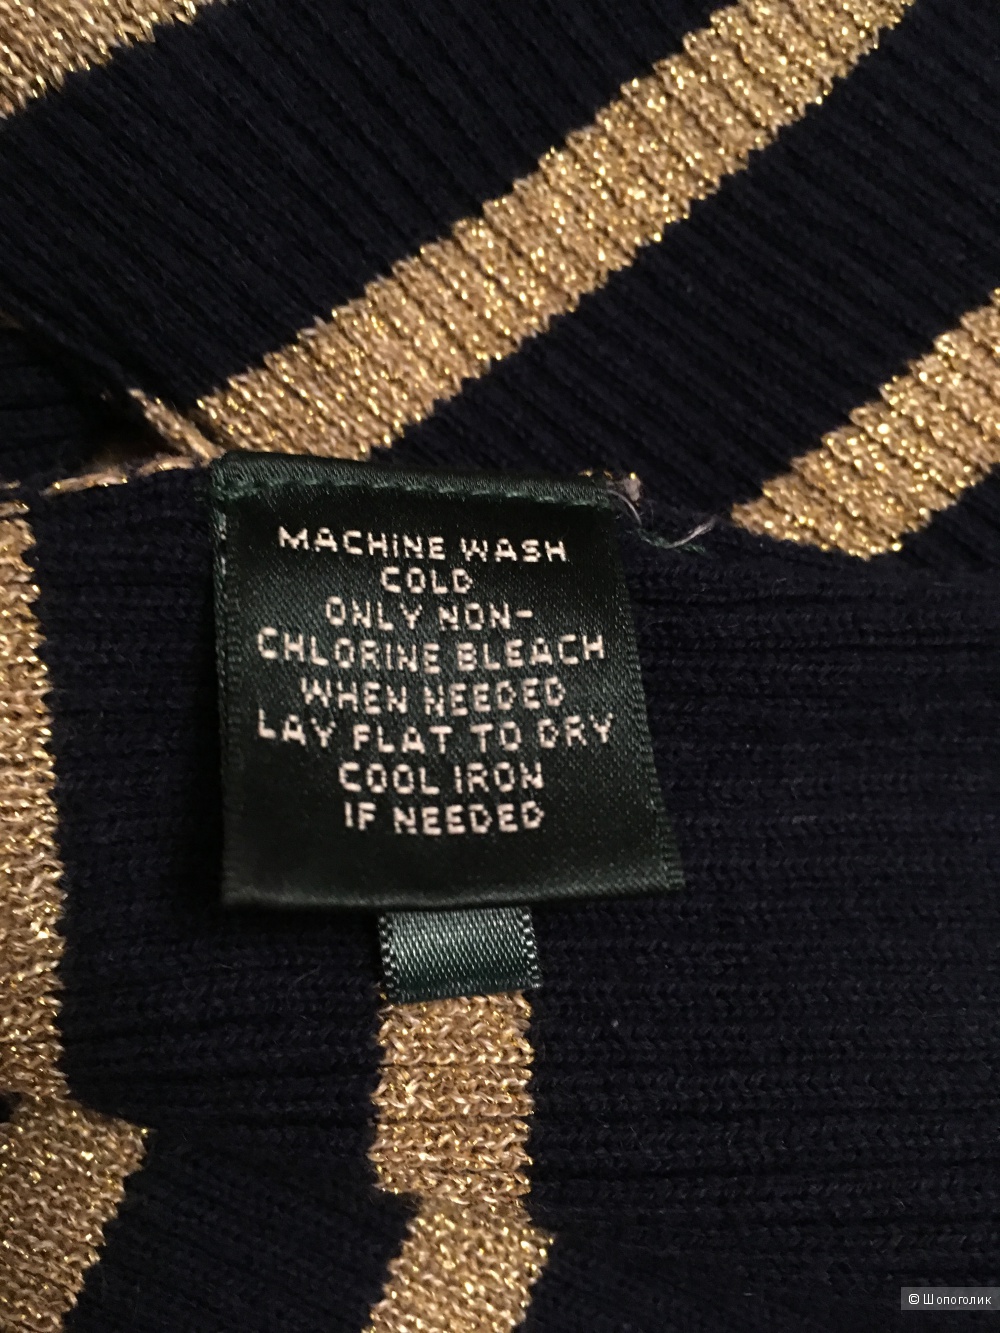 MACHINE WASH
COLD
ONLY NON-
CHLORINE BLEACH
WHEN NEEDED
LAY FLAT TO DRY
COOL IRON
IF NEEDED
© Шопоголик